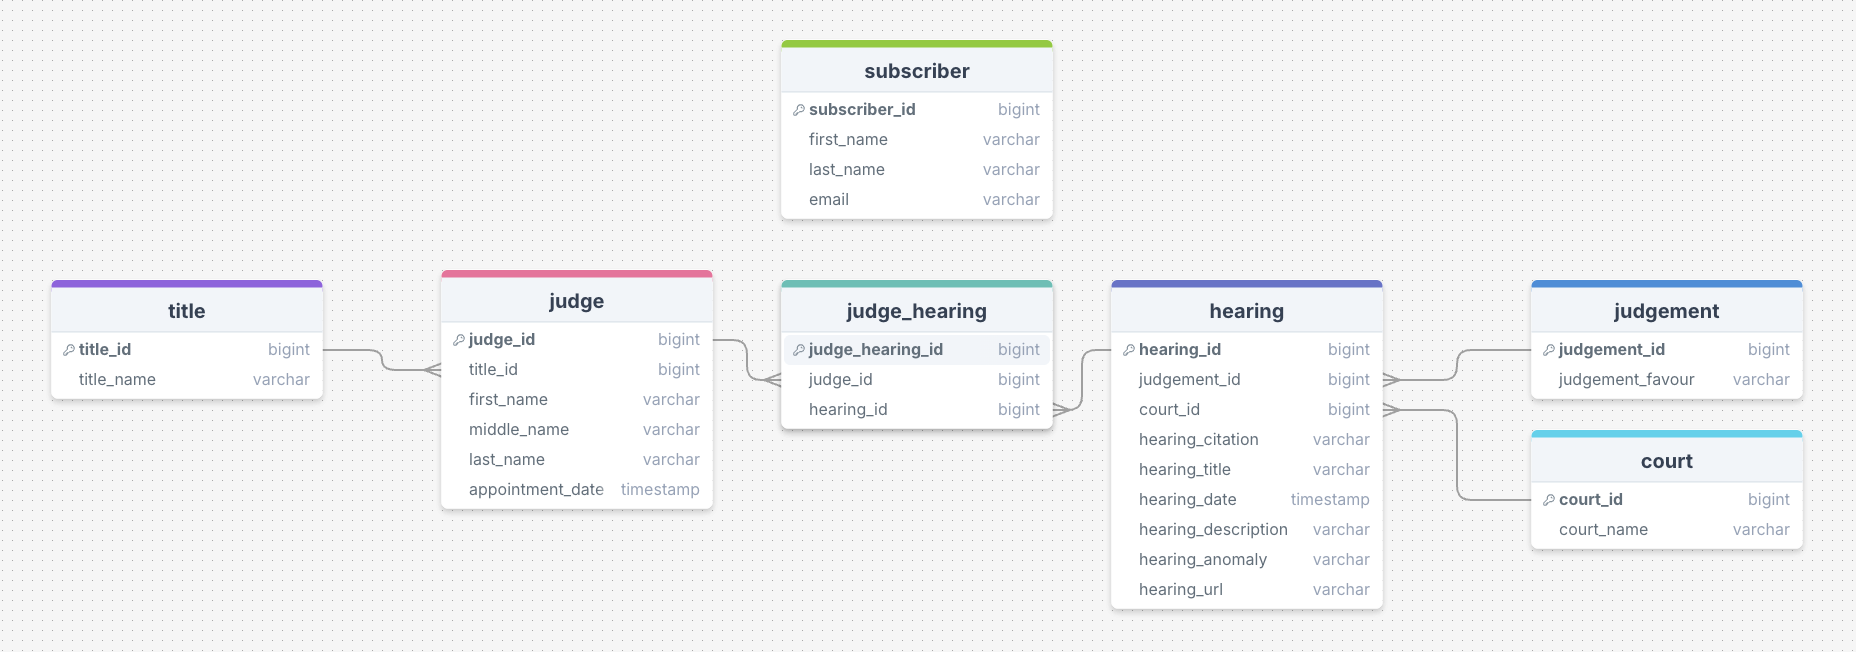 subscriber
subscriber_id bigint
first_name varchar
last_name varchar
email varchar
title
title_id bigint
title_name varchar
judge
judge_id bigint
title_id bigint
first_name varchar
middle_name varchar
last_name varchar
appointment_date timestamp
judge_hearing
judge_hearing_id bigint
judge_id bigint
hearing_id bigint
hearing
hearing_id bigint
judgement_id bigint
court_id bigint
hearing_citation varchar
hearing_title varchar
hearing_date timestamp
hearing_description varchar
hearing_anomaly varchar
hearing_url varchar
judgement
judgement_id bigint
judgement_favour varchar
court
court_id bigint
court_name varchar